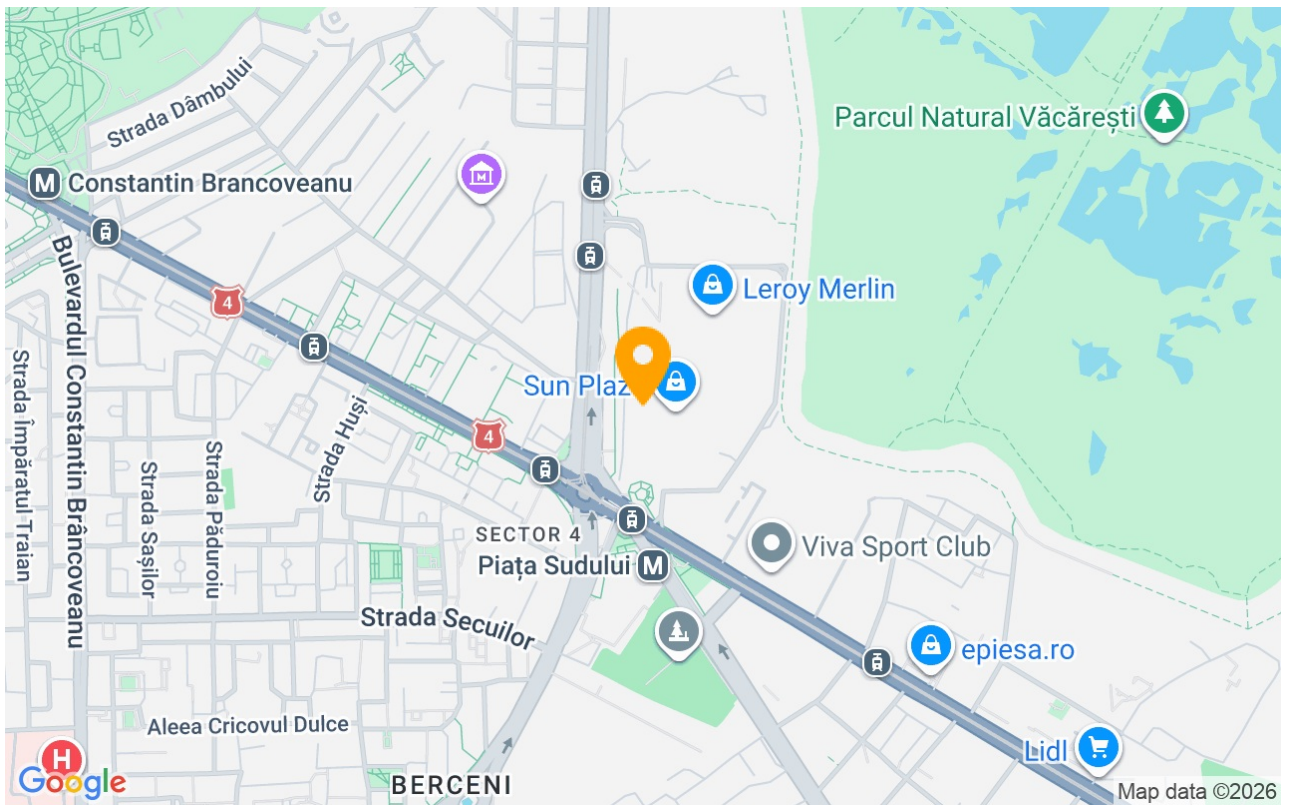 Strada Dâmbului
Parcul Natural Văcărești
M Constantin Brancoveanu
M
Bulevardul Constantin Brâncoveanu
Leroy Merlin
4
Strada Împăratul Traian
Sun Plaz
Strada Huși
4
Strada Sașilor
Strada Păduroiu
SECTOR 4
Viva Sport Club
Piața Sudului M
Strada Secuilor
epiesa.ro
Aleea Cricovul Dulce
H
Lidl
Google
BERCENI
Map data ©2026